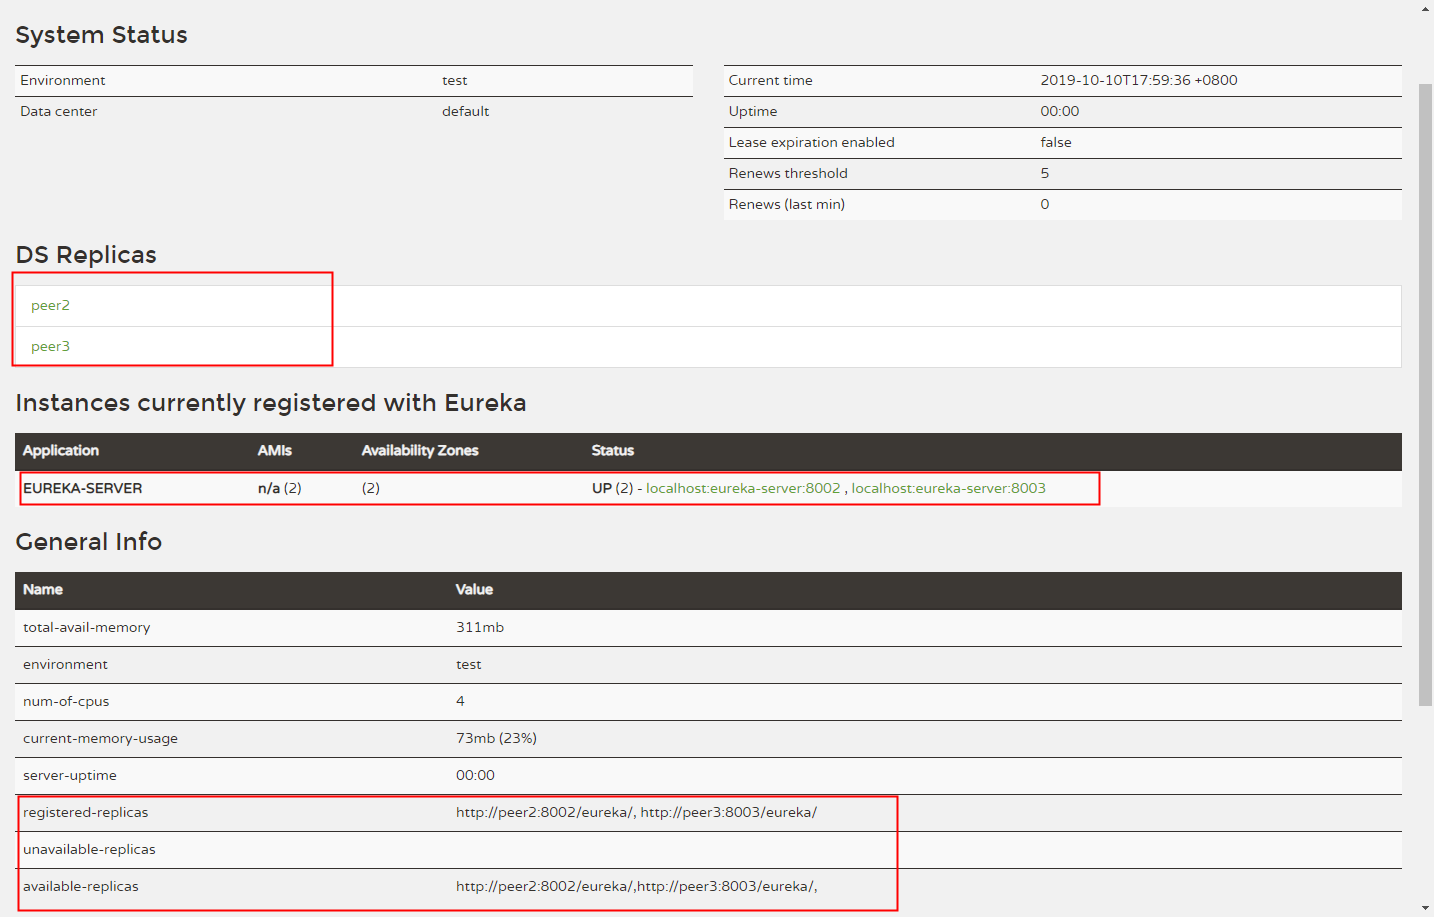 System Status
Environment test
Data center default
Current time 2019-10-10T17:59:36 +0800
Uptime 00:00
Lease expiration enabled false
Renews threshold 5
Renews (last min) 0
DS Replicas
peer2
peer3
Instances currently registered with Eureka
Application AMIs Availability Zones Status
EUREKA-SERVER n/a (2) (2) UP (2) - localhost:eureka-server:8002 , localhost:eureka-server:8003
General Info
Name Value
total-avail-memory 311mb
environment test
num-of-cpus 4
current-memory-usage 73mb (23%)
server-uptime 00:00
registered-replicas http://peer2:8002/eureka/, http://peer3:8003/eureka/
unavailable-replicas
available-replicas http://peer2:8002/eureka/,http://peer3:8003/eureka/,